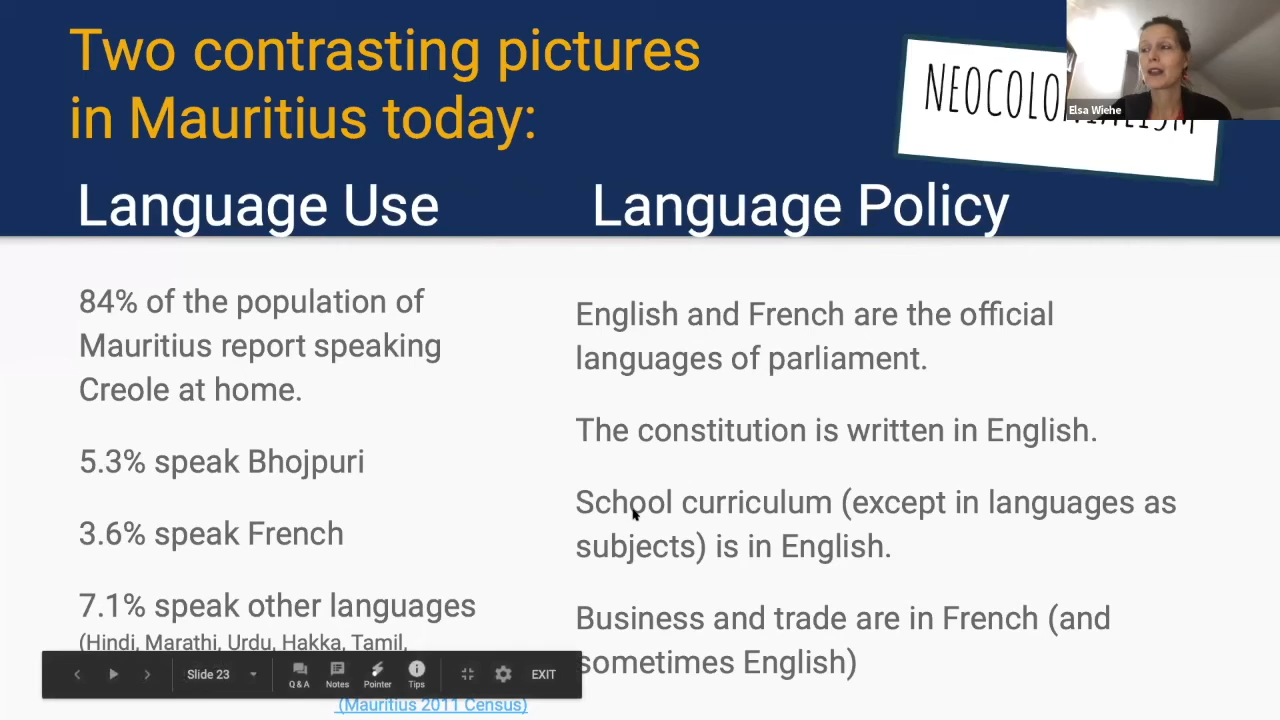 Two contrasting pictures
in Mauritius today:
Elsa Wiehe
Language Use
Language Policy
84% of the population of
Mauritius report speaking
Creole at home.
5.3% speak Bhojpuri
3.6% speak French
7.1% speak other languages
(Hindi, Marathi, Urdu, Hakka, Tamil,
(Mauritius 2011 Census)
English and French are the official
languages of parliament.
The constitution is written in English.
School curriculum (except in languages as
subjects) is in English.
Business and trade are in French (and
sometimes English)
Slide 23
Q & A
Notes
Pointer
Tips
EXIT